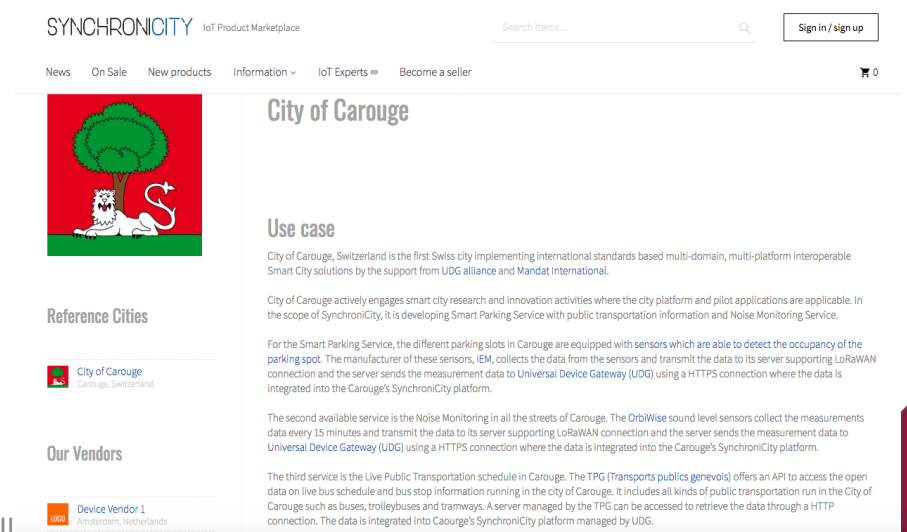 SYNCHRONICITY IoT Product Marketplace
Search items...
Sign in / sign up
News On Sale New products Information IoT Experts ∞ Become a seller
0
City of Carouge
Use case
City of Carouge, Switzerland is the first Swiss city implementing international standards based multi-domain, multi-platform interoperable
Smart City solutions by the support from UDG alliance and Mandat International.
City of Carouge actively engages smart city research and innovation activities where the city platform and pilot applications are applicable. In
the scope of SynchroniCity, it is developing Smart Parking Service with public transportation information and Noise Monitoring Service.
For the Smart Parking Service, the different parking slots in Carouge are equipped with sensors which are able to detect the occupancy of the
parking spot. The manufacturer of these sensors, IEM, collects the data from the sensors and transmit the data to its server supporting LoRaWAN
connection and the server sends the measurement data to Universal Device Gateway (UDG) using a HTTPS connection where the data is
integrated into the Carouge's SynchroniCity platform.
The second available service is the Noise Monitoring in all the streets of Carouge. The OrbiWise sound level sensors collect the measurements
data every 15 minutes and transmit the data to its server supporting LoRaWAN connection and the server sends the measurement data to
Universal Device Gateway (UDG) using a HTTPS connection where the data is integrated into the Carouge's SynchroniCity platform.
The third service is the Live Public Transportation schedule in Carouge. The TPG (Transports publics genevois) offers an API to access the open
data on live bus schedule and bus stop information running in the city of Carouge. It includes all kinds of public transportation run in the City of
Carouge such as buses, trolleybuses and tramways. A server managed by the TPG can be accessed to retrieve the data through a HTTP
connection. The data is integrated into Caourge's SynchroniCity platform managed by UDG.
Reference Cities
City of Carouge
Carouge, Switzerland
Our Vendors
LOGO
Device Vendor 1
Amsterdam, Netherlands